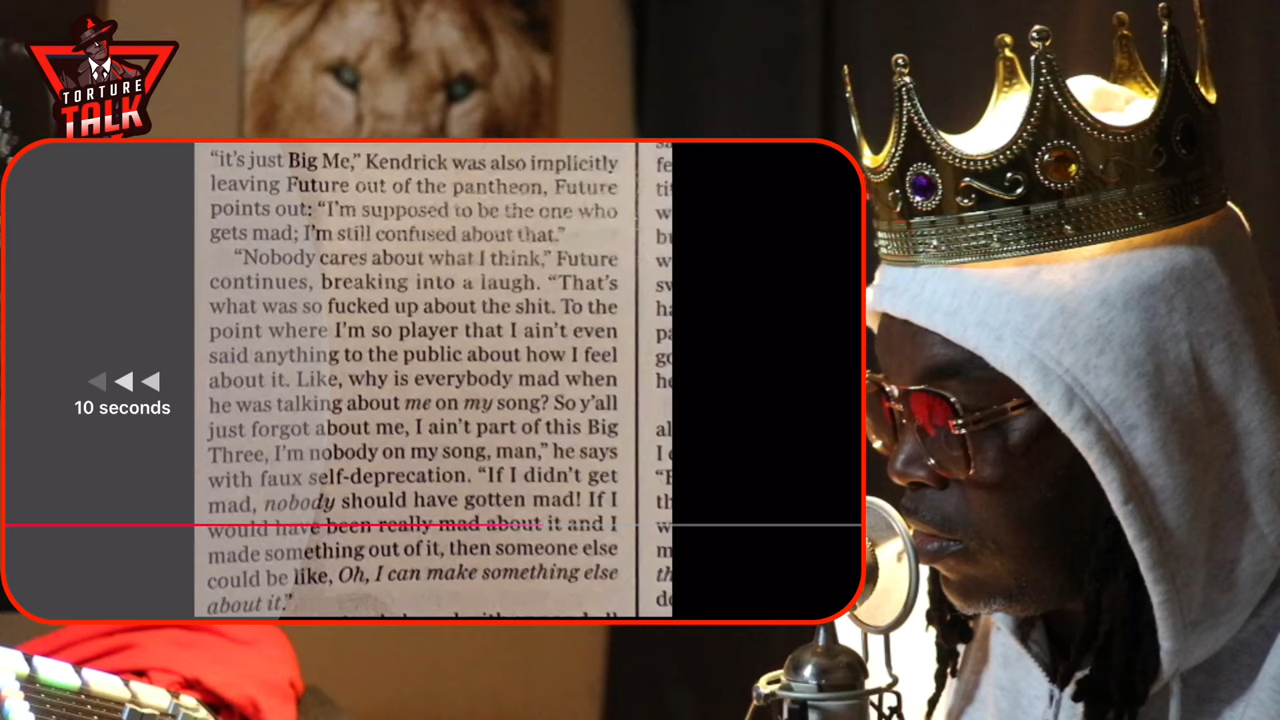 TORTURE
TALK
"it's just Big Me," Kendrick was also implicitly
leaving Future out of the pantheon, Future
points out: "I'm supposed to be the one who
gets mad; I'm still confused about that."
"Nobody cares about what I think," Future
continues, breaking into a laugh. "That's
what was so fucked up about the shit. To the
point where I'm so player that I ain't even
said anything to the public about how I feel
about it. Like, why is everybody mad when
he was talking about me on my song? So y'all
just forgot about me, I ain't part of this Big
Three, I'm nobody on my song, man," he says
with faux self-deprecation. "If I didn't get
mad, nobody should have gotten mad! If I
would have been really mad about it and I
made something out of it, then someone else
could be like, Oh, I can make something else
about it."
10 seconds